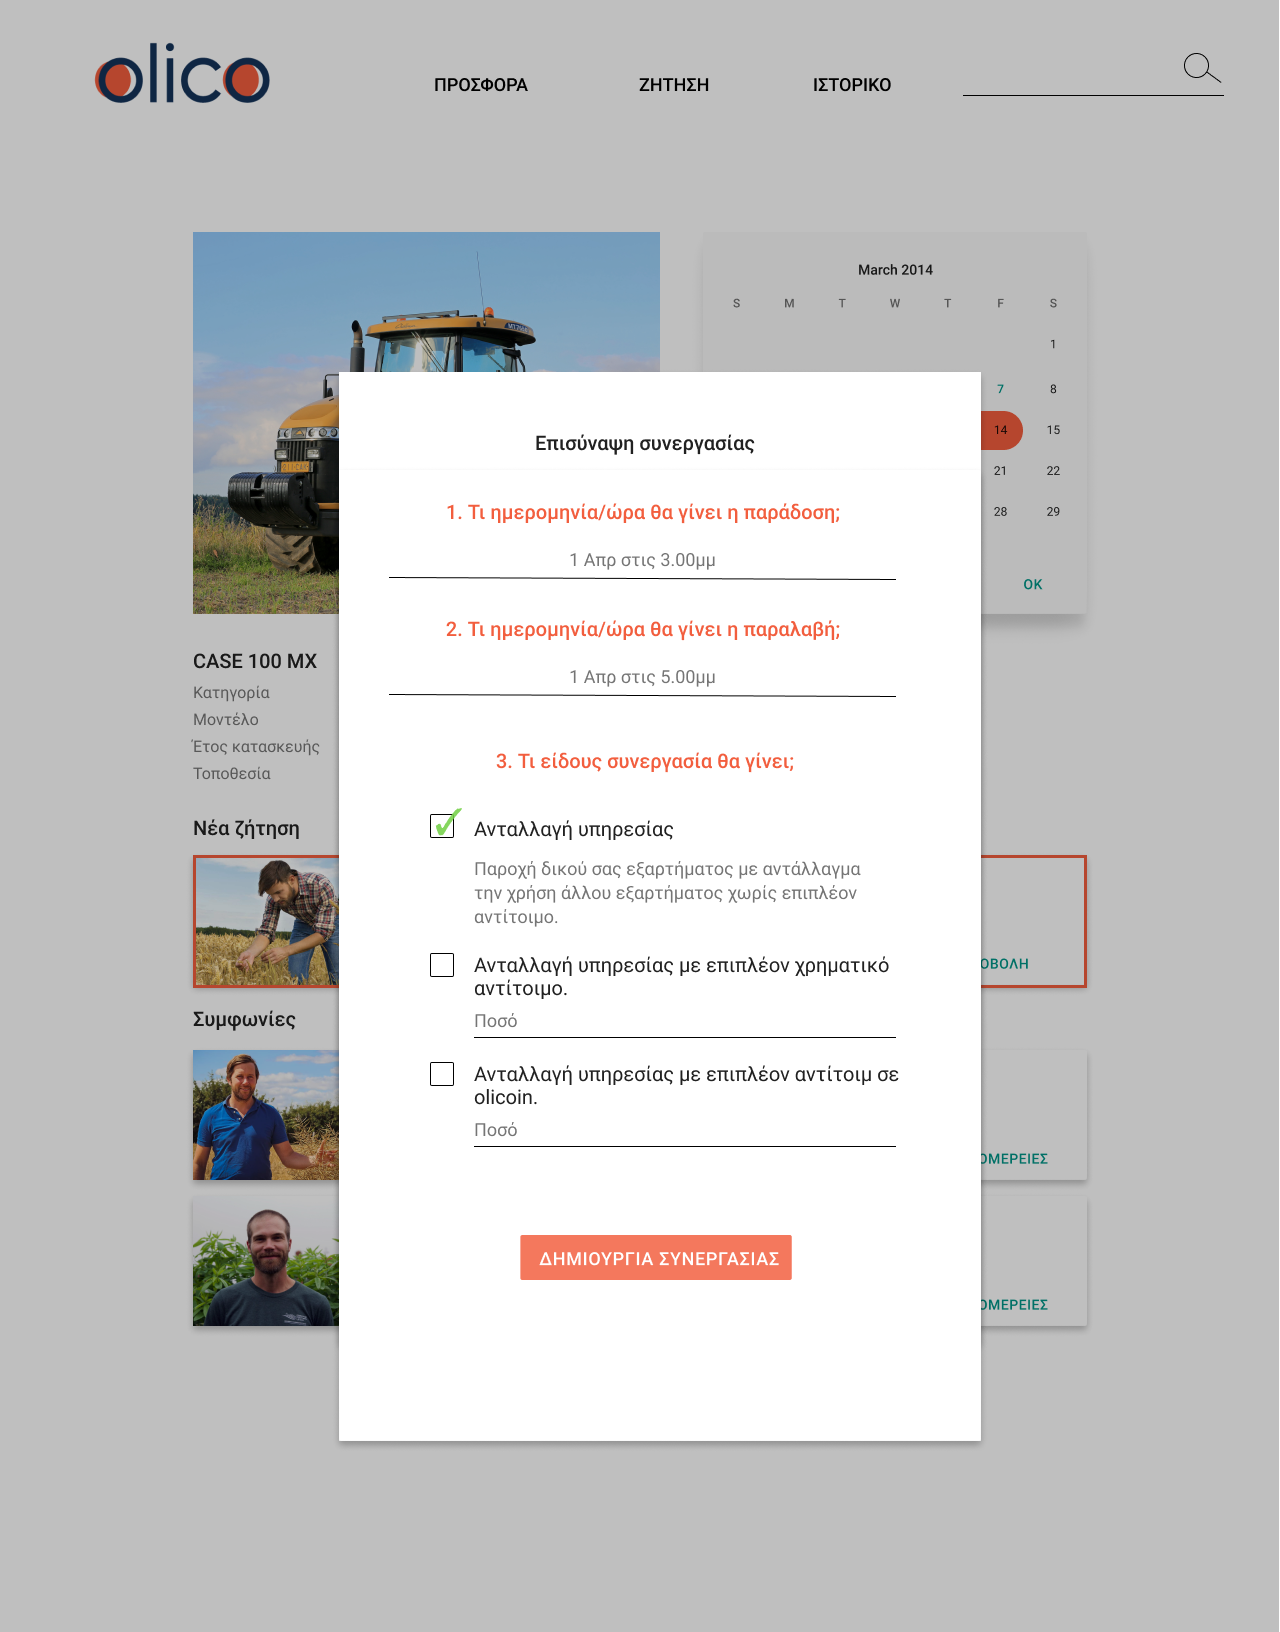 olico
ΠΡΟΣΦΟΡΑ
ΖΗΤΗΣΗ
ΙΣΤΟΡΙΚΟ
March 2014
S M T W T F S
1
7 8
14 15
21 22
28 29
OK
Επισύναψη συνεργασίας
1. Τι ημερομηνία/ώρα θα γίνει η παράδοση;
1 Απρ στις 3.00μμ
2. Τι ημερομηνία/ώρα θα γίνει η παραλαβή;
1 Απρ στις 5.00μμ
3. Τι είδους συνεργασία θα γίνει;
Ανταλλαγή υπηρεσίας
Παροχή δικού σας εξαρτήματος με αντάλλαγμα
την χρήση άλλου εξαρτήματος χωρίς επιπλέον
αντίτοιμο.
Ανταλλαγή υπηρεσίας με επιπλέον χρηματικό
αντίτοιμο.
Ποσό
Ανταλλαγή υπηρεσίας με επιπλέον αντίτοιμ σε
olicoin.
Ποσό
ΔΗΜΙΟΥΡΓΙΑ ΣΥΝΕΡΓΑΣΙΑΣ
CASE 100 MX
Κατηγορία
Μοντέλο
Έτος κατασκευής
Τοποθεσία
Νέα ζήτηση
ΟΒΟΛΗ
Συμφωνίες
ΟΜΕΡΕΙΕΣ
ΟΜΕΡΕΙΕΣ